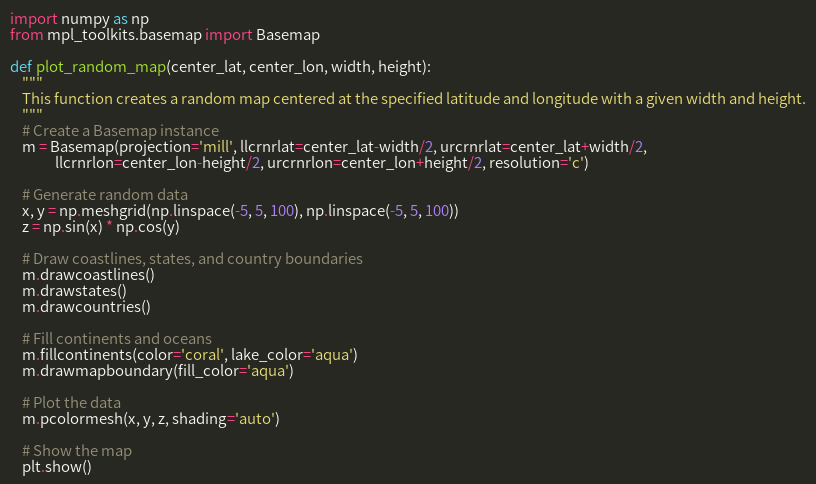 import numpy as np
from mpl_toolkits.basemap import Basemap

def plot_random_map(center_lat, center_lon, width, height):
    """
    This function creates a random map centered at the specified latitude and longitude with a given width and height.
    """
    # Create a Basemap instance
    m = Basemap(projection='mill', llcrnrlat=center_lat-width/2, urcrnrlat=center_lat+width/2,
            llcrnrlon=center_lon-height/2, urcrnrlon=center_lon+height/2, resolution='c')

    # Generate random data
    x, y = np.meshgrid(np.linspace(-5, 5, 100), np.linspace(-5, 5, 100))
    z = np.sin(x) * np.cos(y)

    # Draw coastlines, states, and country boundaries
    m.drawcoastlines()
    m.drawstates()
    m.drawcountries()

    # Fill continents and oceans
    m.fillcontinents(color='coral', lake_color='aqua')
    m.drawmapboundary(fill_color='aqua')

    # Plot the data
    m.pcolormesh(x, y, z, shading='auto')

    # Show the map
    plt.show()